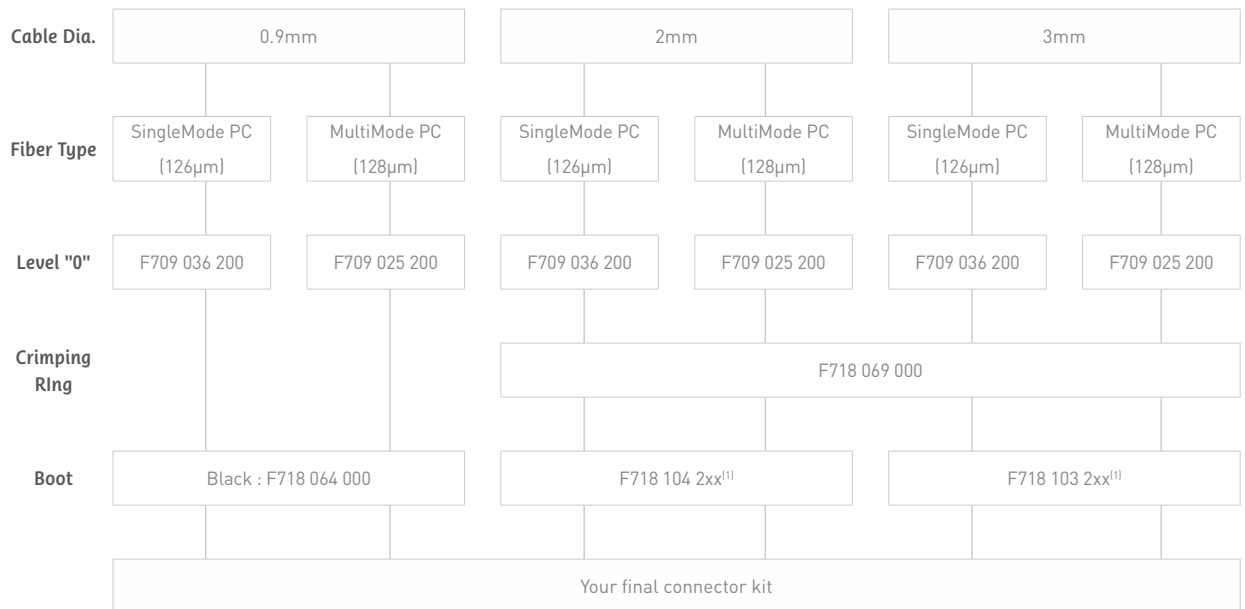 Cable Dia.
0.9mm
2mm
3mm
Fiber Type
SingleMode PC
(126µm)
MultiMode PC
(128µm)
SingleMode PC
(126µm)
MultiMode PC
(128µm)
SingleMode PC
(126µm)
MultiMode PC
(128µm)
Level "0"
F709 036 200
F709 025 200
F709 036 200
F709 025 200
F709 036 200
F709 025 200
Crimping
RIng
F718 069 000
Boot
Black : F718 064 000
F718 104 2xx(1)
F718 103 2xx(1)
Your final connector kit